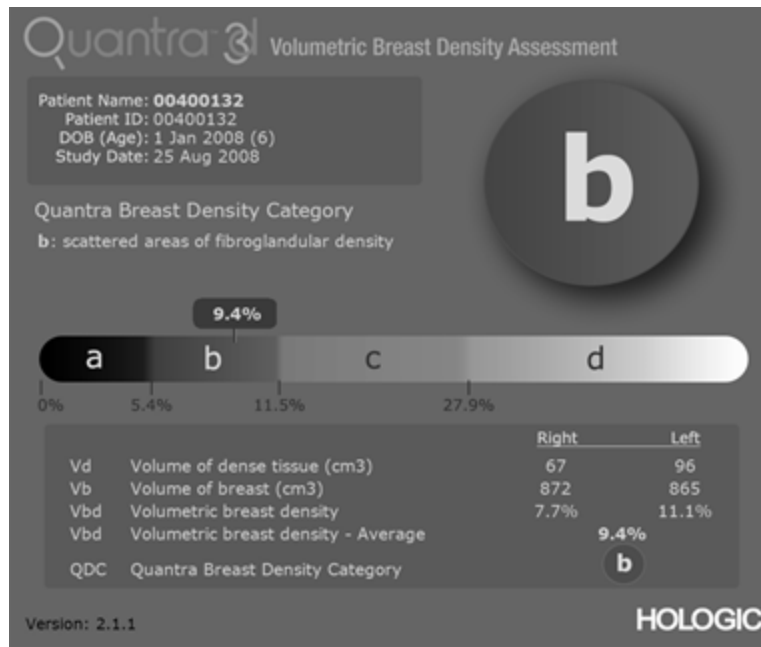 Quantra 3d Volumetric Breast Density Assessment
Patient Name: 00400132
Patient ID: 00400132
DOB (Age): 1 Jan 2008 (6)
Study Date: 25 Aug 2008
b
Quantra Breast Density Category
b: scattered areas of fibroglandular density
9.4%
a b c d
0% 5.4% 11.5% 27.9%
Right Left
Vd Volume of dense tissue (cm3) 67 96
Vb Volume of breast (cm3) 872 865
Vbd Volumetric breast density 7.7% 11.1%
Vbd Volumetric breast density - Average 9.4%
QDC Quantra Breast Density Category b
Version: 2.1.1
HOLOGIC